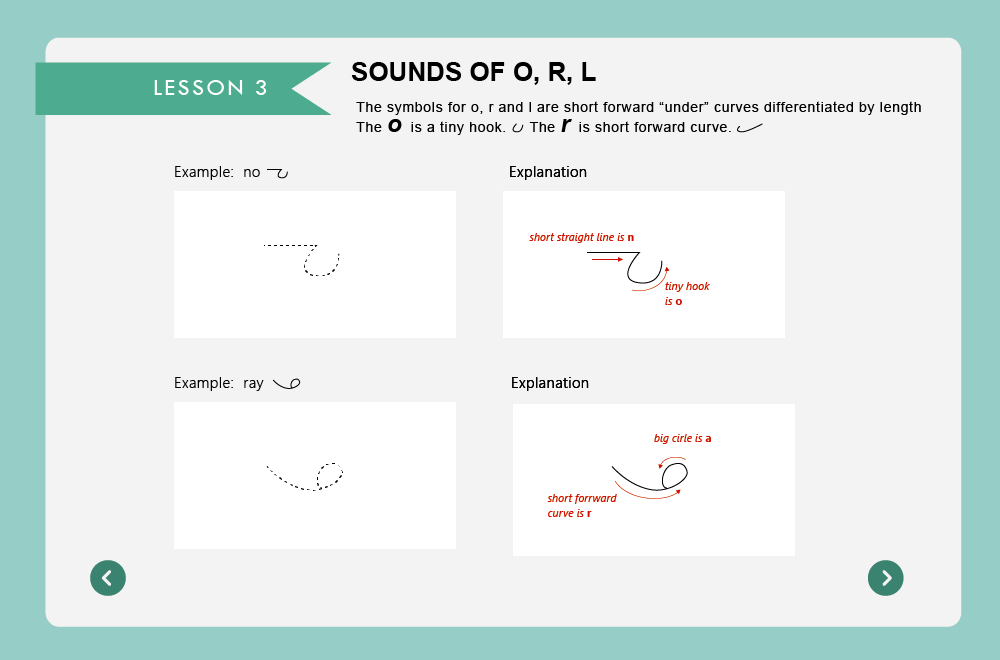 LESSON 3
SOUNDS OF O, R, L
The symbols for o, r and l are short forward “under” curves differentiated by length
The o is a tiny hook. The r is short forward curve.
Example: no
Explanation
short straight line is n
tiny hook
is o
Example: ray
Explanation
big cirle is a
short forrward
curve is r